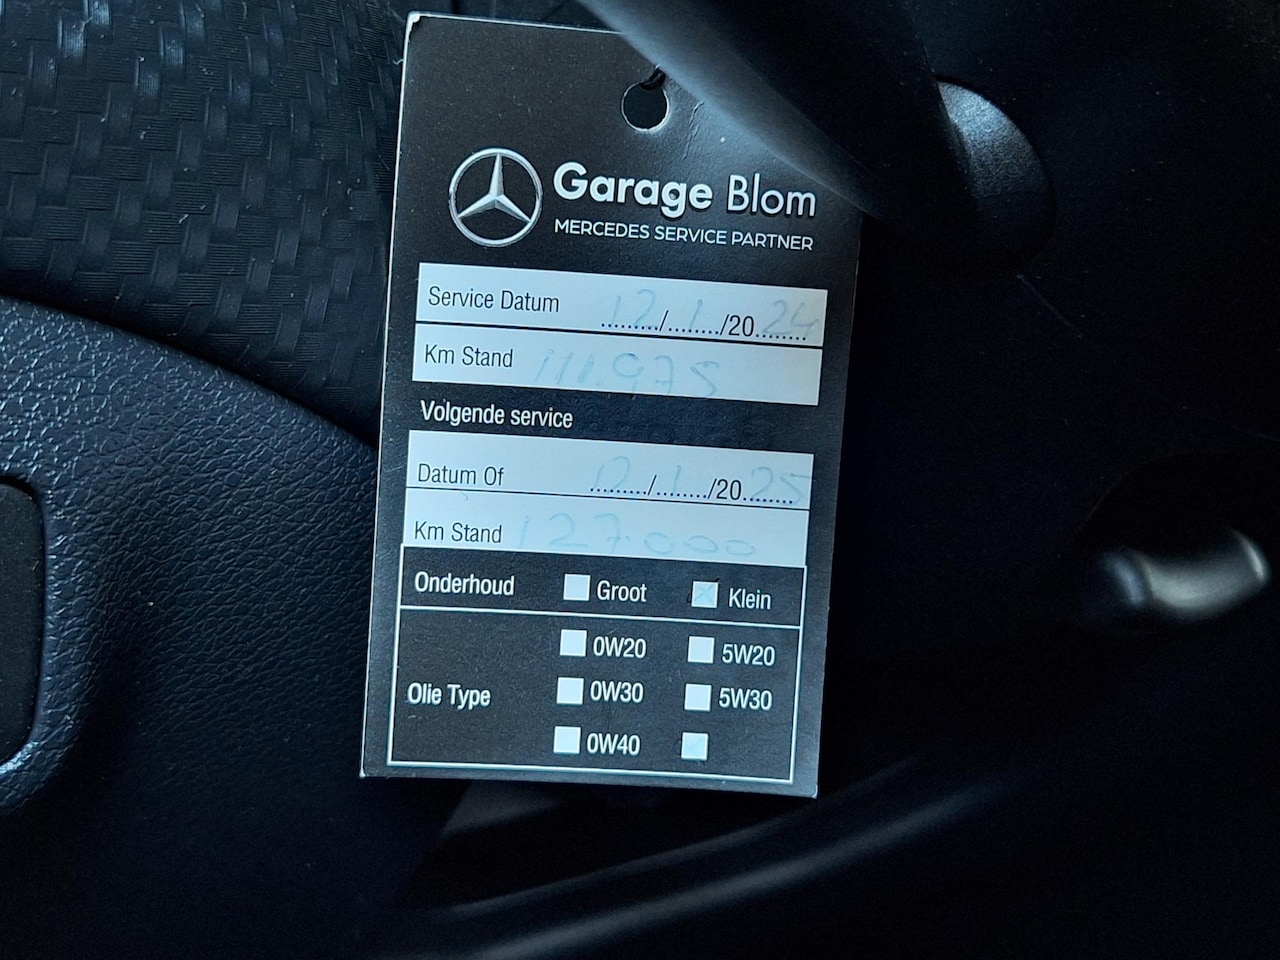 Garage Blom
MERCEDES SERVICE PARTNER
Service Datum 12/1/2024
Km Stand 111.975
Volgende service
Datum Of 12/1/2025
Km Stand 127.000
Onderhoud Groot Klein
0W20 5W20
Olie Type 0W30 5W30
0W40